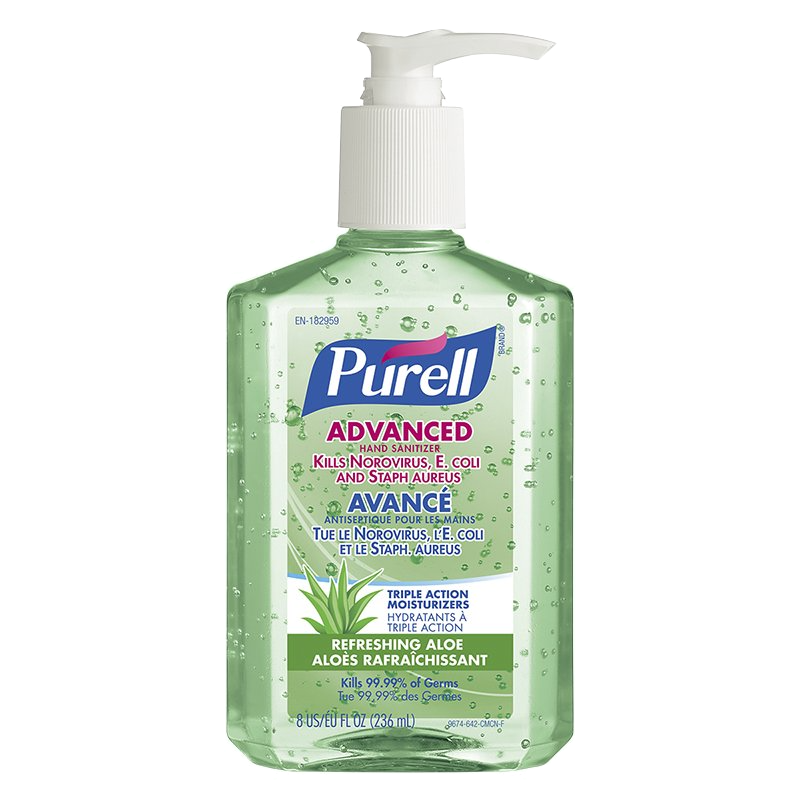 EN-182959
Purell
BRAND®
ADVANCED
HAND SANITIZER
KILLS NOROVIRUS, E. COLI
AND STAPH AUREUS
AVANCÉ
ANTISEPTIQUE POUR LES MAINS
TUE LE NOROVIRUS, L'E. COLI
ET LE STAPH. AUREUS
TRIPLE ACTION
MOISTURIZERS
HYDRATANTS À
TRIPLE ACTION
REFRESHING ALOE
ALOÈS RAFRAÎCHISSANT
Kills 99.99% of Germs
Tue 99,99% des Germes
8 US/ÉU FL OZ (236 mL)
9674-642-CMCN-F